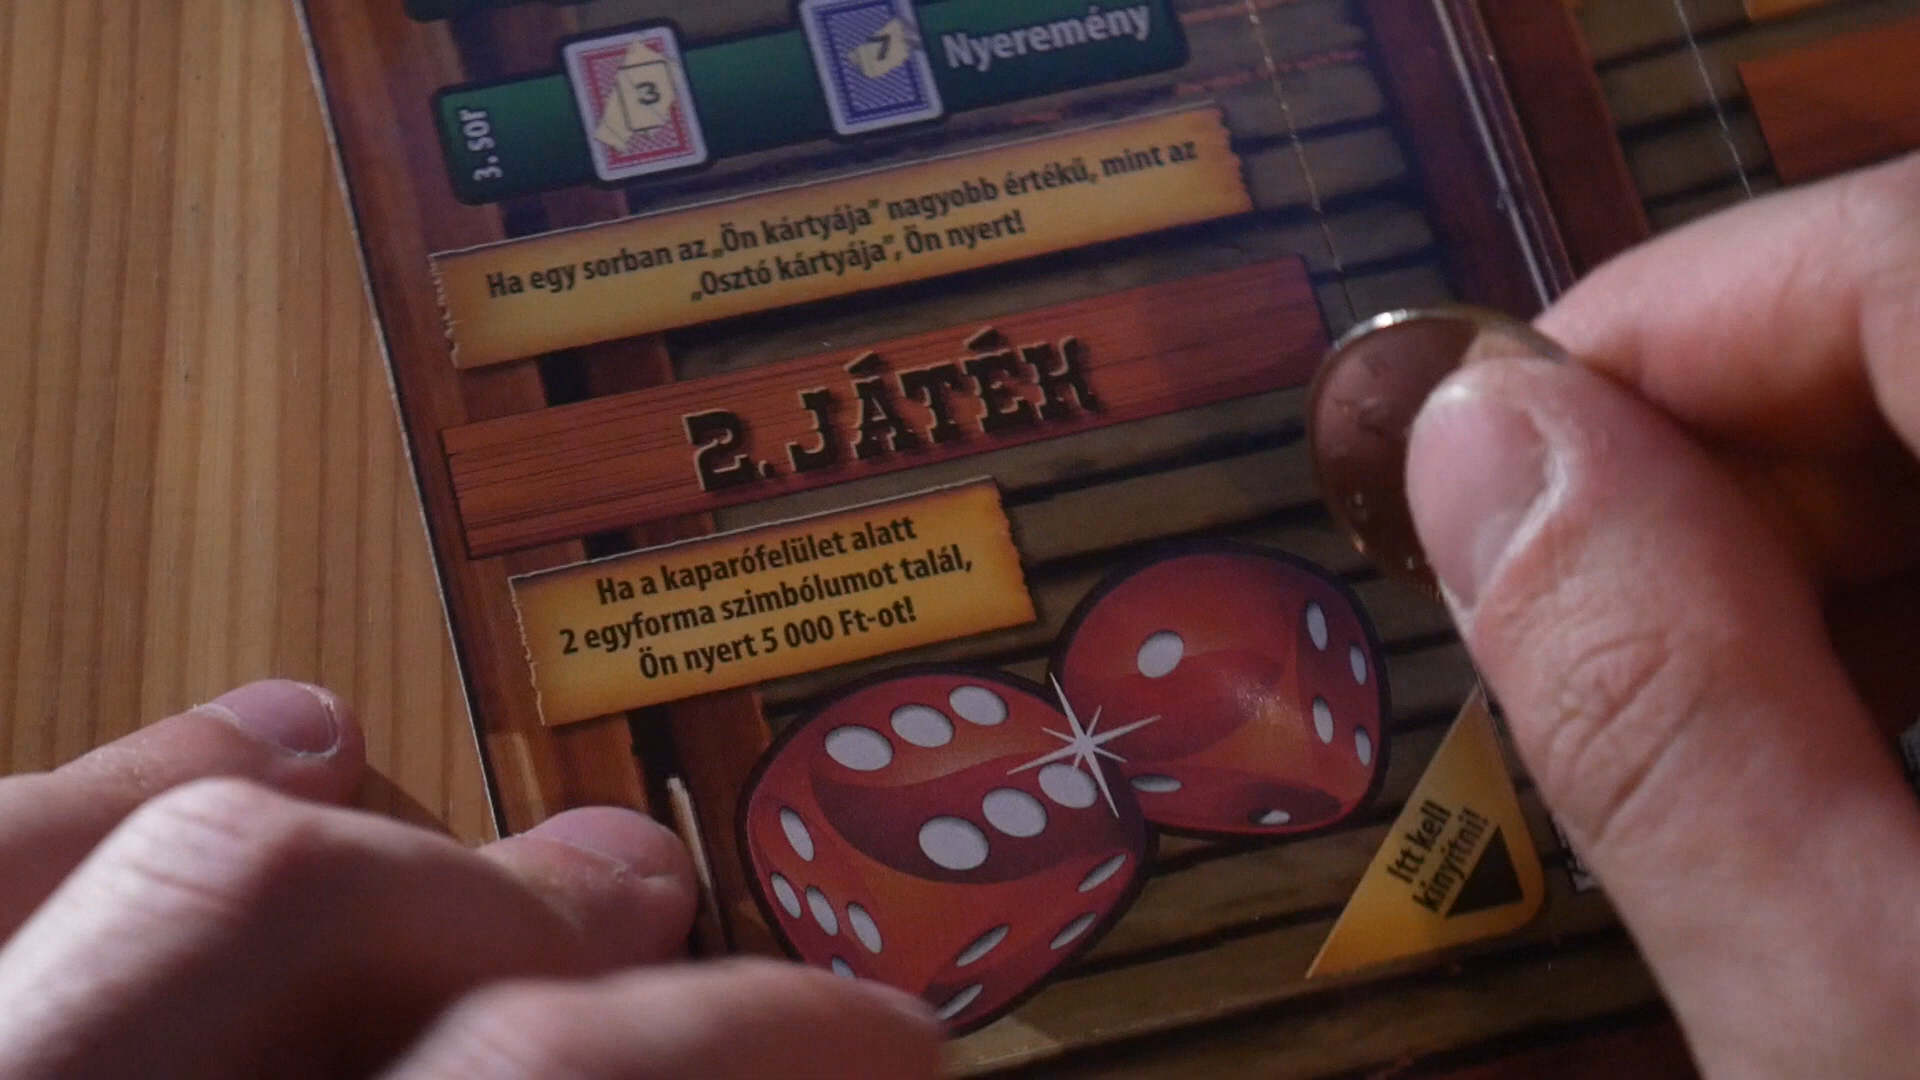 3. sor
3
7
Nyeremény
Ha egy sorban az „Ön kártyája” nagyobb értékű, mint az
„Osztó kártyája”, Ön nyert!
2. JÁTÉK
Ha a kaparófelület alatt
2 egyforma szimbólumot talál,
Ön nyert 5 000 Ft-ot!
Itt kell
kinyitni!